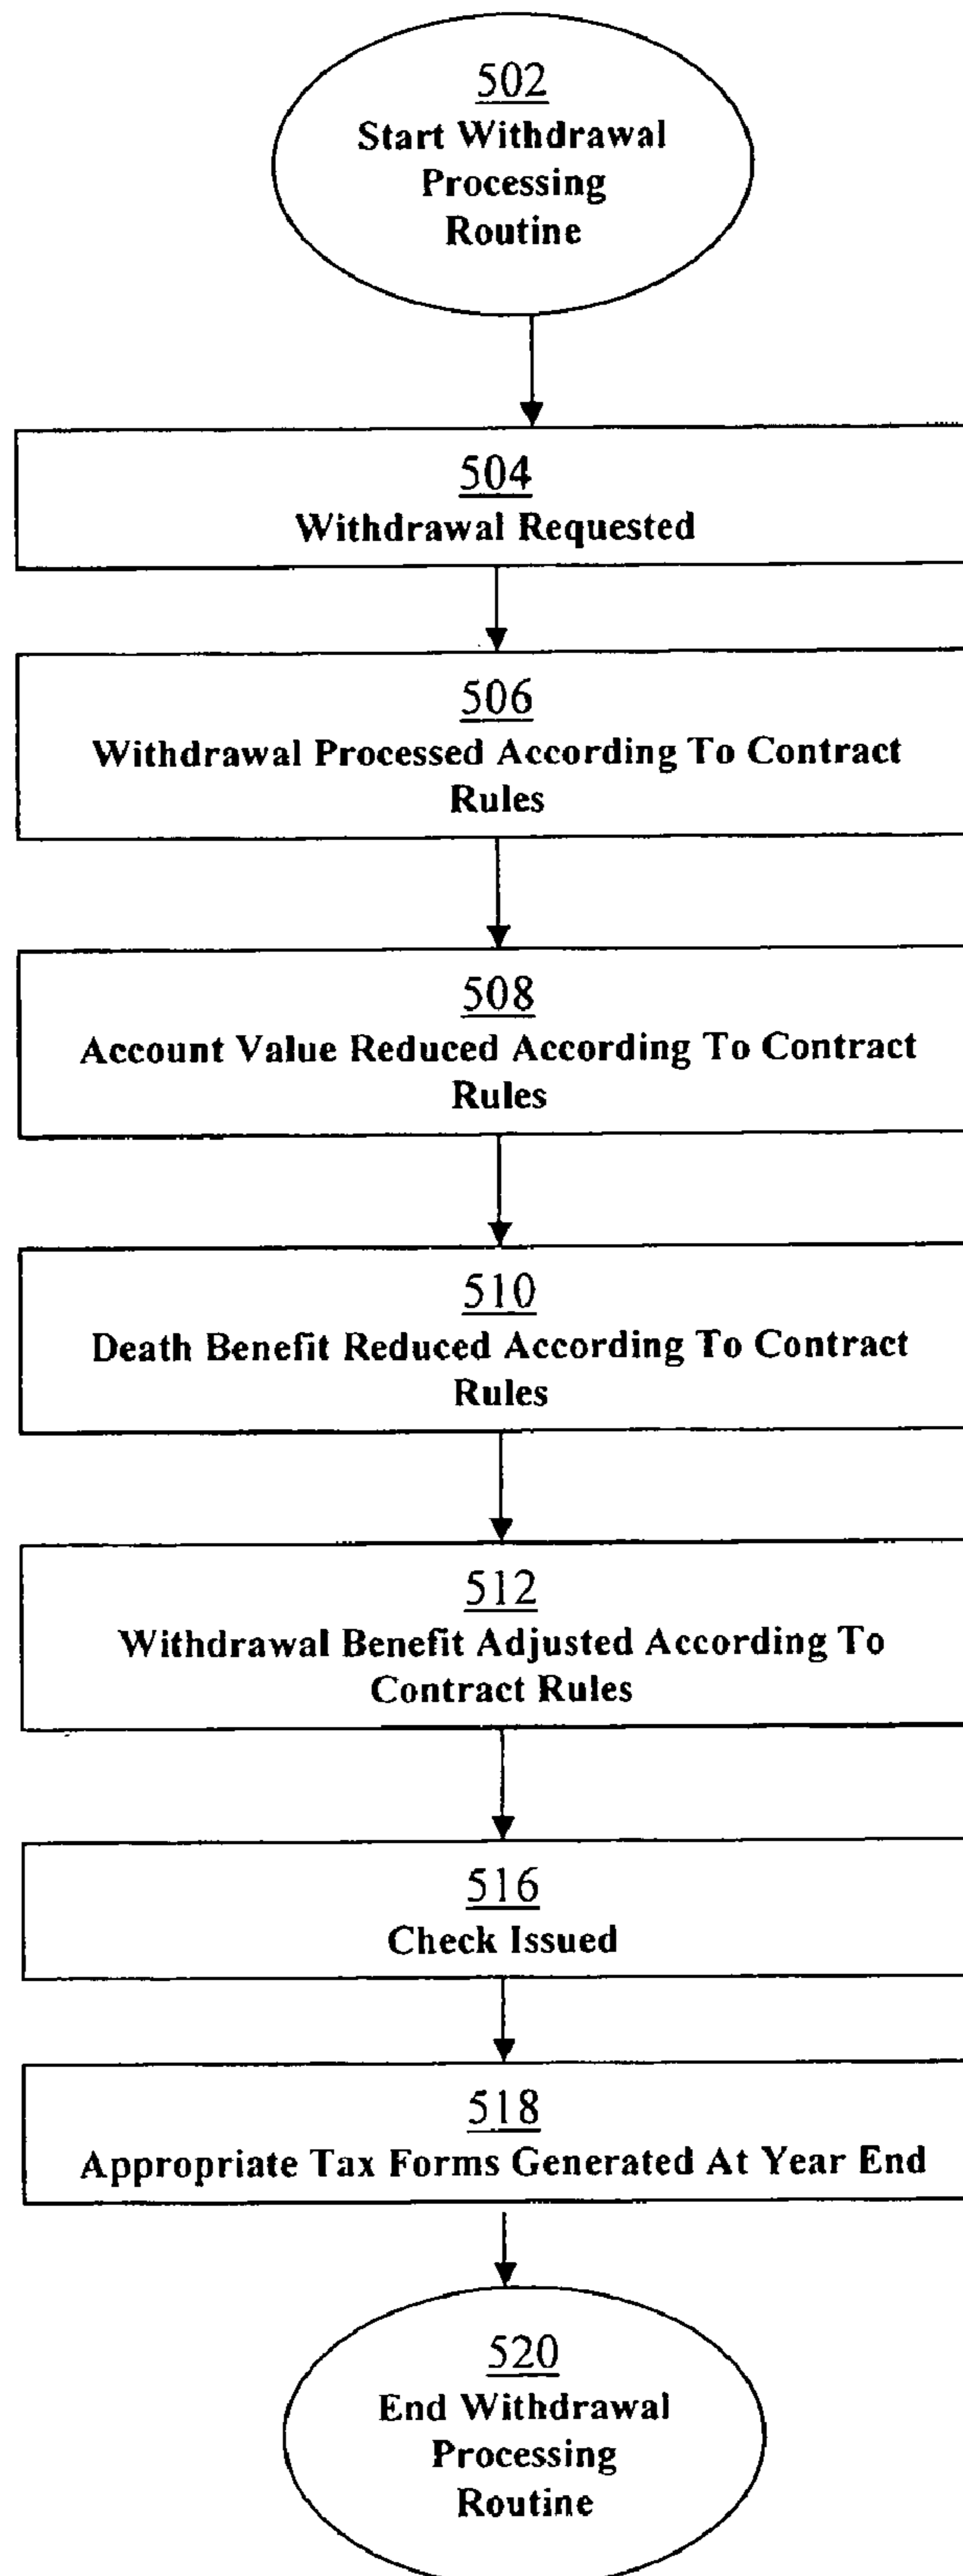 502
Start Withdrawal
Processing
Routine
504
Withdrawal Requested
506
Withdrawal Processed According To Contract
Rules
508
Account Value Reduced According To Contract
Rules
510
Death Benefit Reduced According To Contract
Rules
512
Withdrawal Benefit Adjusted According To
Contract Rules
516
Check Issued
518
Appropriate Tax Forms Generated At Year End
520
End Withdrawal
Processing
Routine